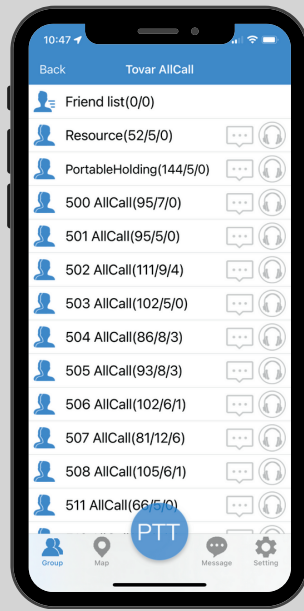 10:47
Back Tovar AllCall
Friend list(0/0)
Resource(52/5/0)
PortableHolding(144/5/0)
500 AllCall(95/7/0)
501 AllCall(95/5/0)
502 AllCall(111/9/4)
503 AllCall(102/5/0)
504 AllCall(86/8/3)
505 AllCall(93/8/3)
506 AllCall(102/6/1)
507 AllCall(81/12/6)
508 AllCall(105/6/1)
511 AllCall(66/5/0)
PTT
Group Map Message Setting